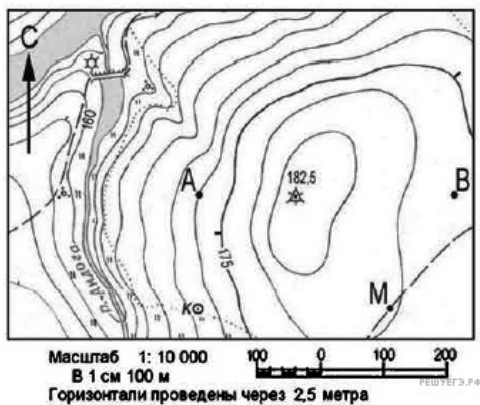 С
160
А
182,5
В
175
р. Андога
К
М
Масштаб 1: 10 000
В 1 см 100 м
100 0 100 200
Горизонтали проведены через 2,5 метра
РЕШУЕГЭ.РФ